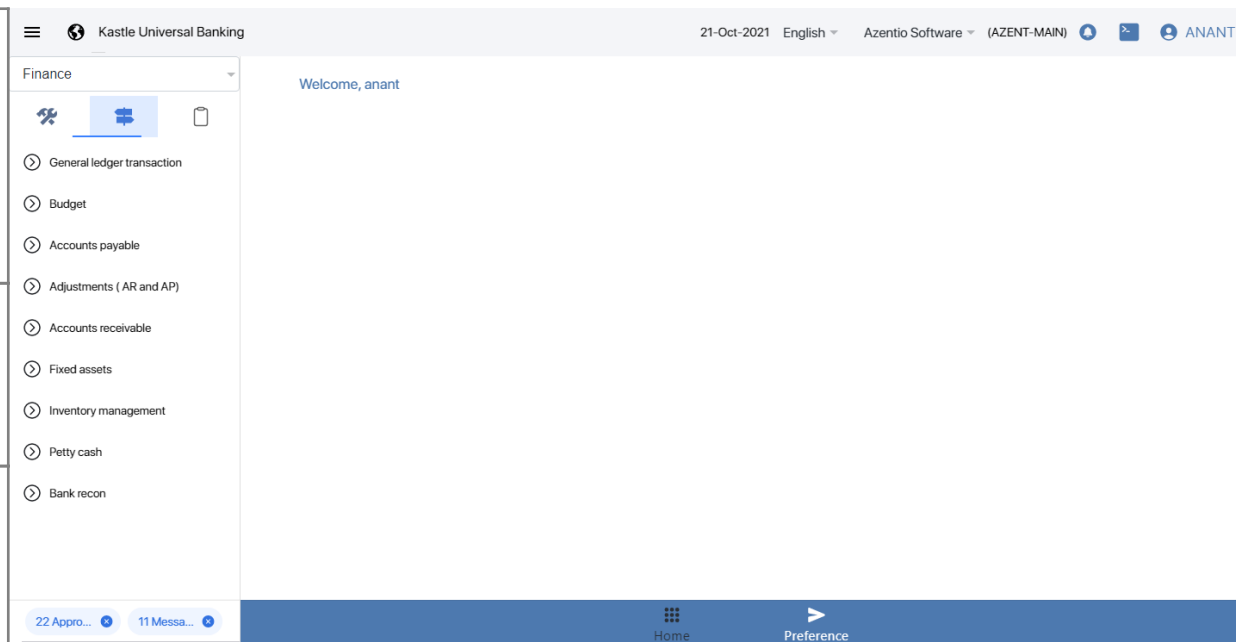 Kastle Universal Banking 21-Oct-2021 English Azentio Software (AZENT-MAIN) ANANT
Finance
Welcome, anant
General ledger transaction
Budget
Accounts payable
Adjustments ( AR and AP)
Accounts receivable
Fixed assets
Inventory management
Petty cash
Bank recon
22 Appro... 11 Messa...
Home Preference